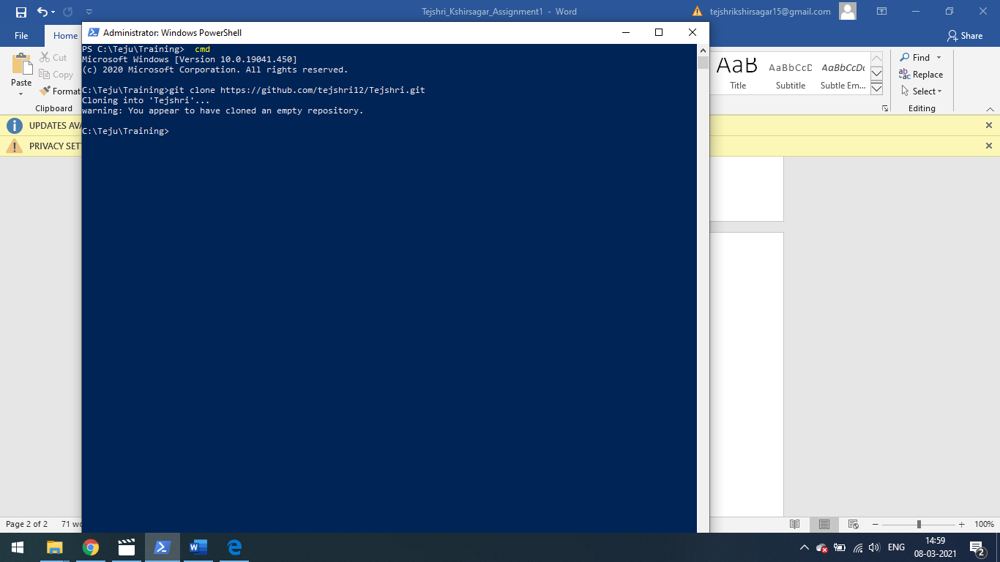 Tejshri_Kshirsagar_Assignment1 - Word
tejshrikshirsagar15@gmail.com
File
Home
Share
Administrator: Windows PowerShell
Paste
Cut
Copy
Format
Clipboard
AaB
AaBbCcD
AaBbCcDc
Title
Subtitle
Subtle Em...
Find
Replace
Select
Editing
UPDATES AVA
PRIVACY SET
PS C:\Teju\Training> cmd
Microsoft Windows [Version 10.0.19041.450]
(c) 2020 Microsoft Corporation. All rights reserved.
C:\Teju\Training>git clone https://github.com/tejshri12/Tejshri.git
Cloning into 'Tejshri'...
warning: You appear to have cloned an empty repository.
C:\Teju\Training>
Page 2 of 2
71 wo
100%
ENG
14:59
08-03-2021
2